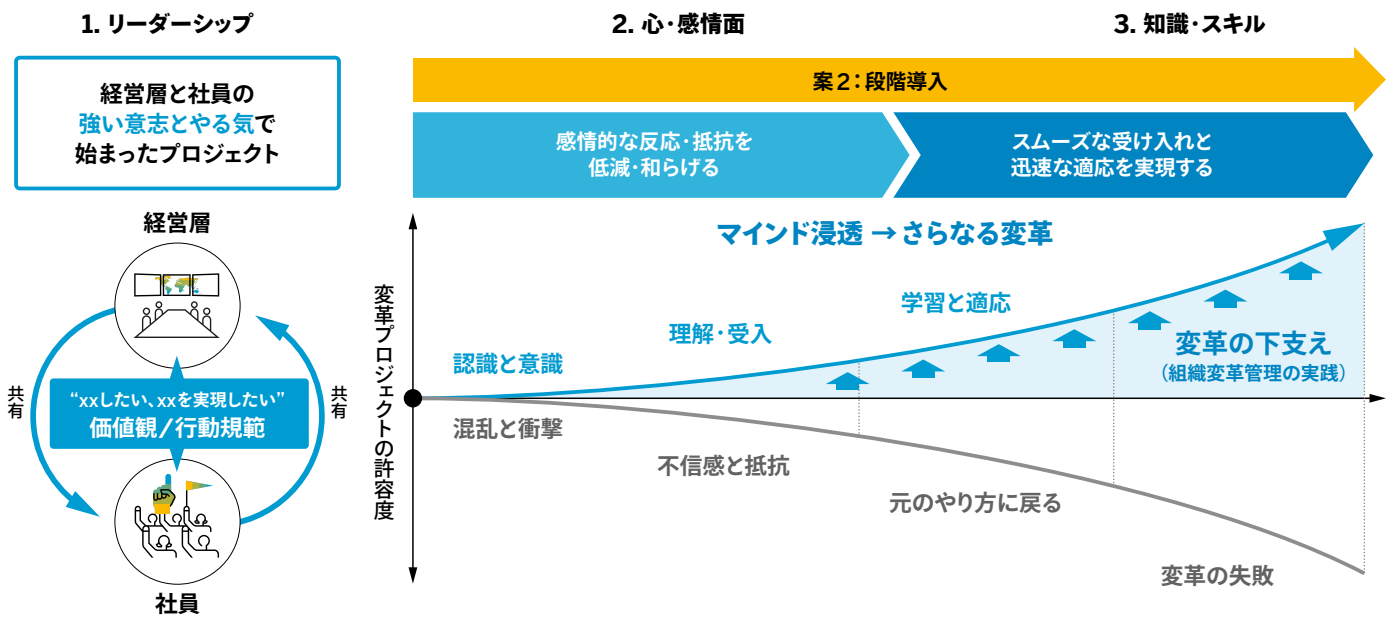 1. リーダーシップ
経営層と社員の
強い意志とやる気で
始まったプロジェクト
経営層
共有
“xxしたい、xxを実現したい”
価値観/行動規範
共有
社員
2. 心・感情面
3. 知識・スキル
案2:段階導入
感情的な反応・抵抗を
低減・和らげる
スムーズな受け入れと
迅速な適応を実現する
変革プロジェクトの許容度
マインド浸透 → さらなる変革
認識と意識
理解・受入
学習と適応
変革の下支え
(組織変革管理の実践)
混乱と衝撃
不信感と抵抗
元のやり方に戻る
変革の失敗